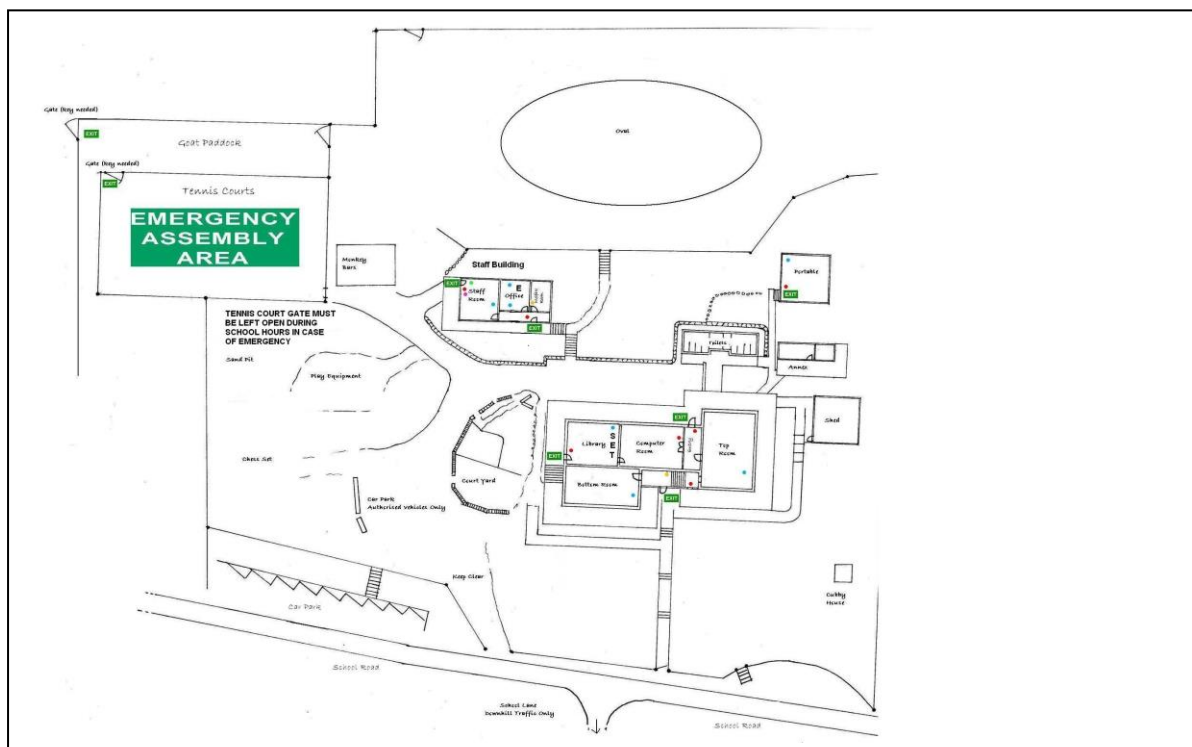 Gate (key needed)
EXIT
Goat Paddock
Gate (key needed)
EXIT
Tennis Courts
EMERGENCY
ASSEMBLY
AREA
Oval
Monkey
Bars
Staff Building
EXIT
Staff
Room
E
Office
EXIT
Portable
EXIT
TENNIS COURT GATE MUST
BE LEFT OPEN DURING
SCHOOL HOURS IN CASE
OF EMERGENCY
Sand Pit
Play Equipment
Toilets
Annex
Shed
EXIT
EXIT
Library
S
E
T
Computer
Room
Top
Room
Bottom Room
EXIT
Chess Set
Court Yard
Car Park
Authorised Vehicles Only
Keep Clear
Cubby
House
Car Park
School Road
School Lane
Downhill Traffic Only
School Road